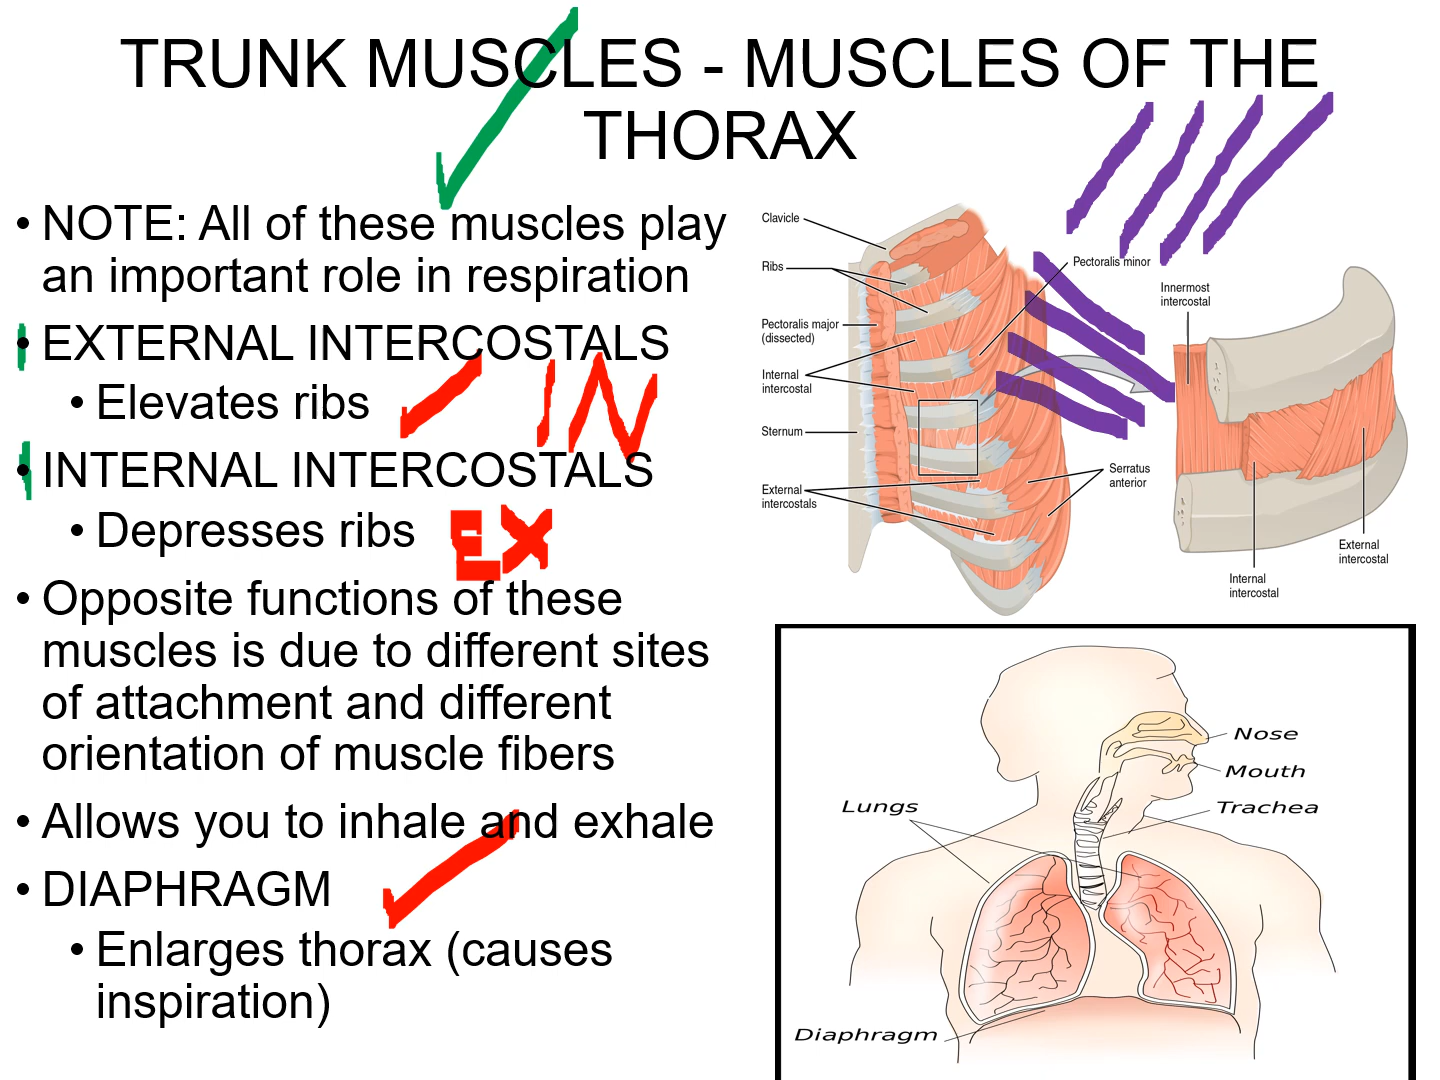 TRUNK MUSCLES - MUSCLES OF THE
THORAX
• NOTE: All of these muscles play
an important role in respiration
• EXTERNAL INTERCOSTALS
• Elevates ribs
IN
• INTERNAL INTERCOSTALS
• Depresses ribs
EX
• Opposite functions of these
muscles is due to different sites
of attachment and different
orientation of muscle fibers
• Allows you to inhale and exhale
• DIAPHRAGM
• Enlarges thorax (causes
inspiration)
Clavicle
Ribs
Pectoralis major
(dissected)
Internal
intercostal
Sternum
External
intercostals
Pectoralis minor
Serratus
anterior
Innermost
intercostal
External
intercostal
Internal
intercostal
Nose
Mouth
Trachea
Lungs
Diaphragm